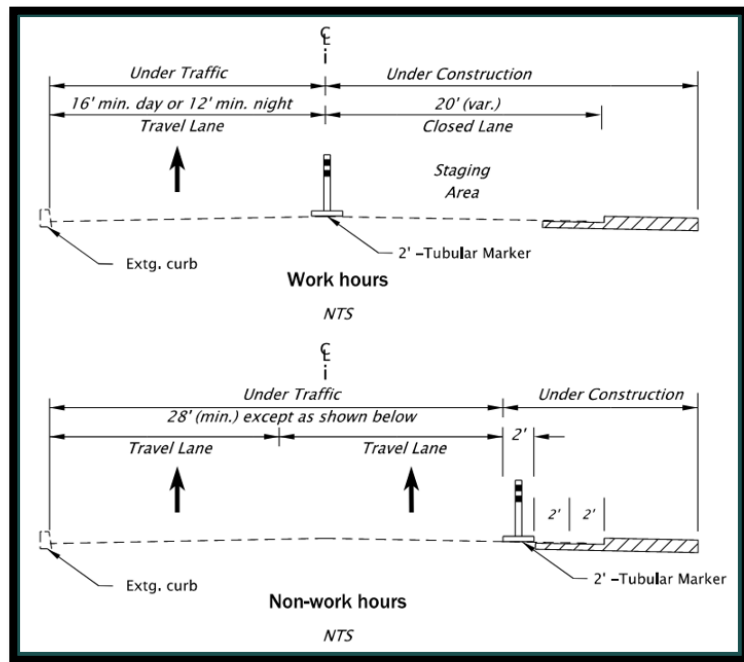 ℄
Under Traffic Under Construction
16' min. day or 12' min. night 20' (var.)
Travel Lane Closed Lane
Staging
Area
2' -Tubular Marker
Extg. curb
Work hours
NTS
℄
Under Traffic Under Construction
28' (min.) except as shown below
Travel Lane Travel Lane 2'
2' 2'
Extg. curb 2' -Tubular Marker
Non-work hours
NTS